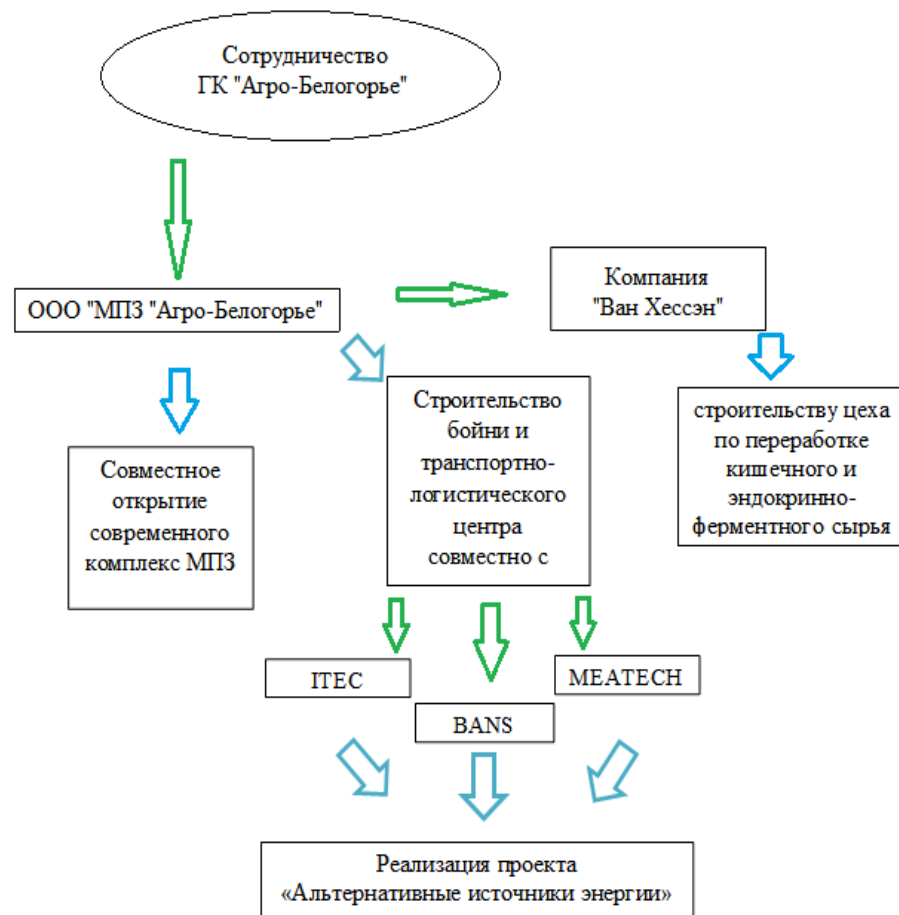 Сотрудничество
ГК "Агро-Белогорье"
ООО "МПЗ "Агро-Белогорье"
Компания
"Ван Хессэн"
Совместное
открытие
современного
комплекс МПЗ
Строительство
бойни и
транспортно-
логистического
центра
совместно с
строительству цеха
по переработке
кишечного и
эндокринно-
ферментного сырья
ITEC
BANS
MEATECH
Реализация проекта
«Альтернативные источники энергии»